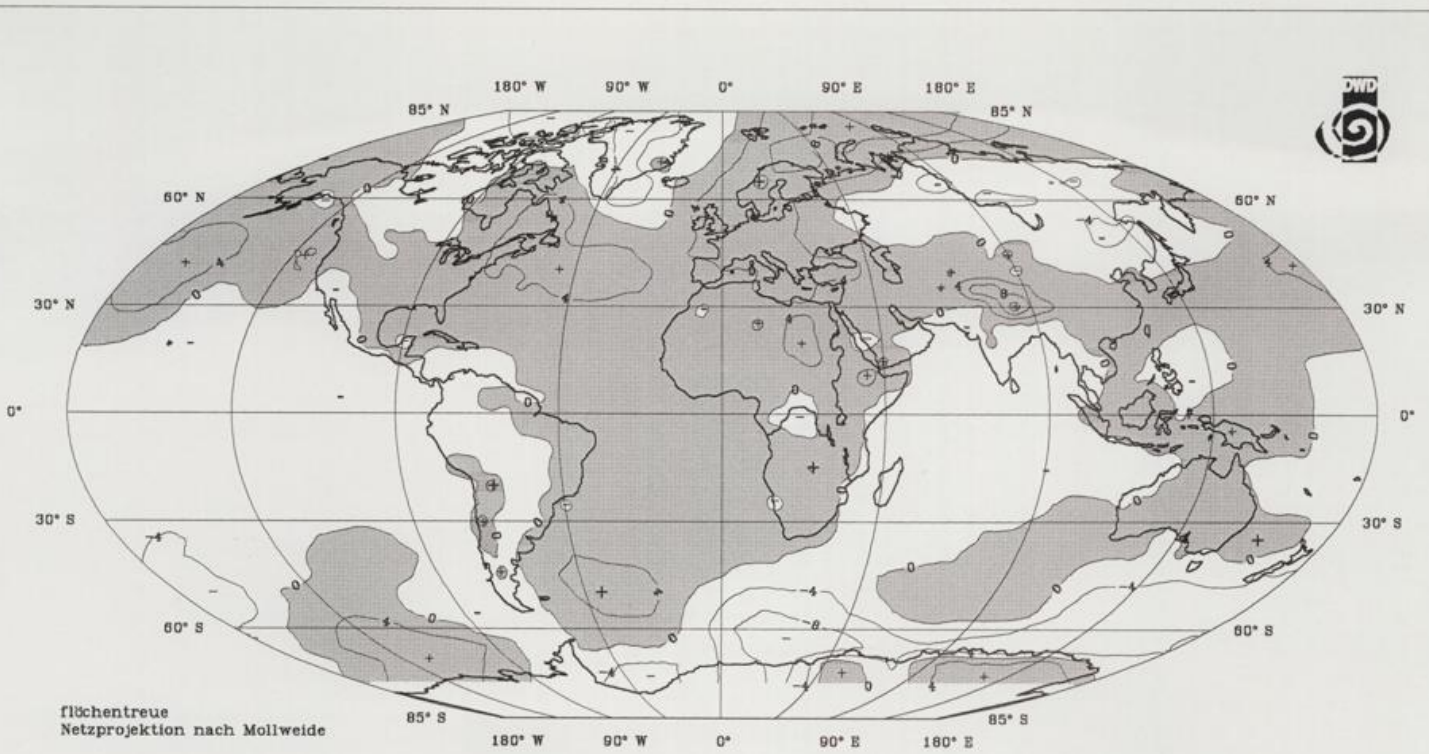 DWD
180° W 90° W 0° 90° E 180° E
85° N 85° N
60° N 60° N
30° N 30° N
0° 0°
30° S 30° S
60° S 60° S
85° S 85° S
180° W 90° W 0° 90° E 180° E
flächentreue
Netzprojektion nach Mollweide